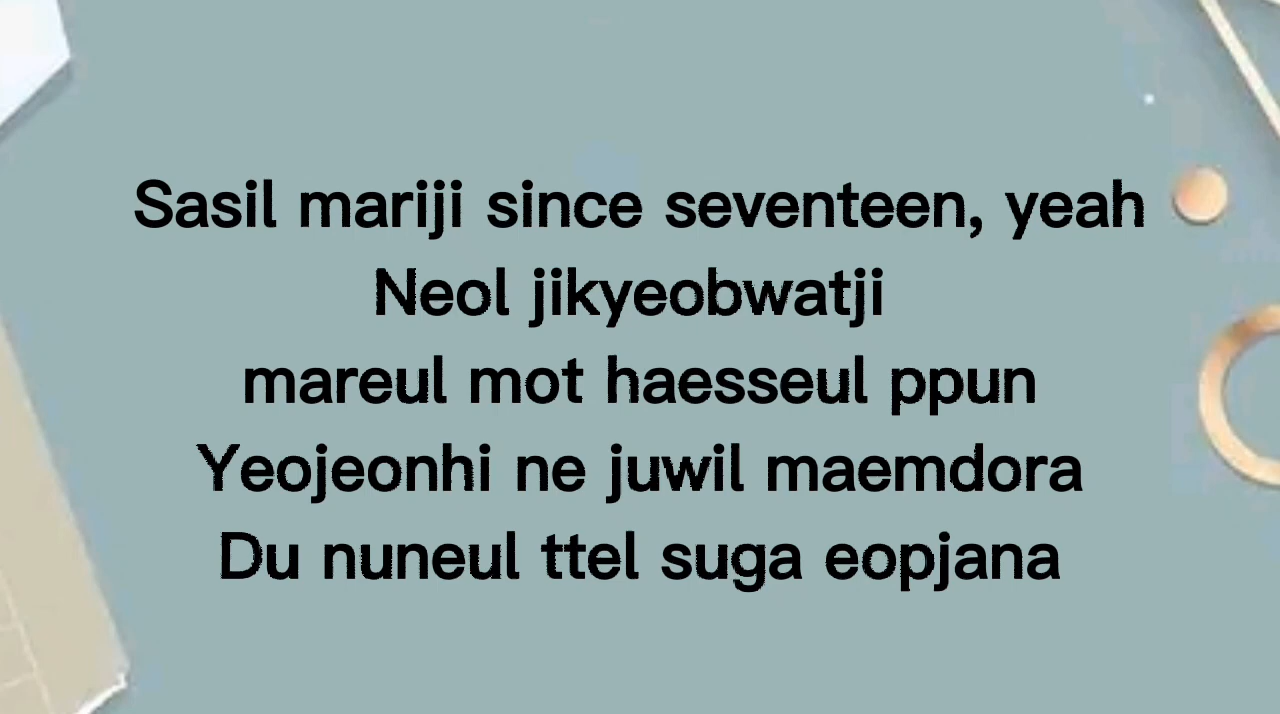 Sasil mariji since seventeen, yeah
Neol jikyeobwatji
mareul mot haesseul ppun
Yeojeonhi ne juwil maemdora
Du nuneul ttel suga eopjana